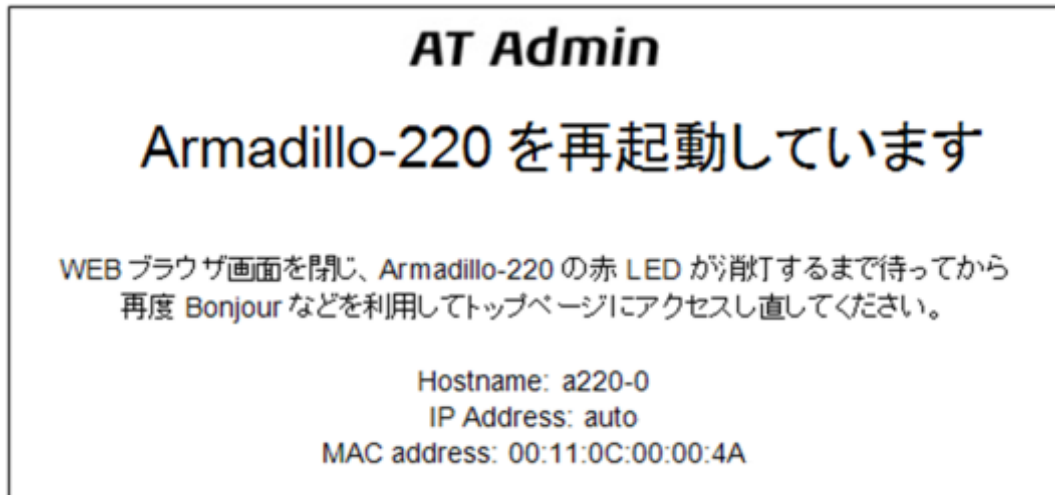 AT Admin
Armadillo-220 を再起動しています
WEB ブラウザ画面を閉じ、Armadillo-220 の赤 LED が消灯するまで待ってから
再度 Bonjour などを利用してトップページにアクセスし直してください。
Hostname: a220-0
IP Address: auto
MAC address: 00:11:0C:00:00:4A